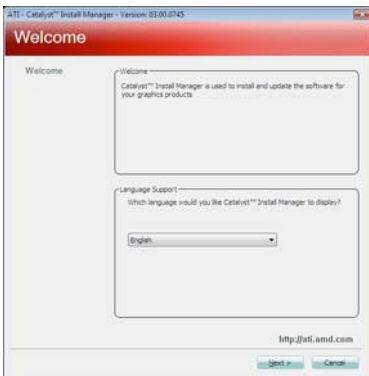 ATI - Catalyst™ Install Manager - Version: 03.00.0745
Welcome
Welcome
Welcome
Catalyst™ Install Manager is used to install and update the software for
your graphics products
Language Support
Which language would you like Catalyst™ Install Manager to display?
English
http://ati.amd.com
Next >
Cancel